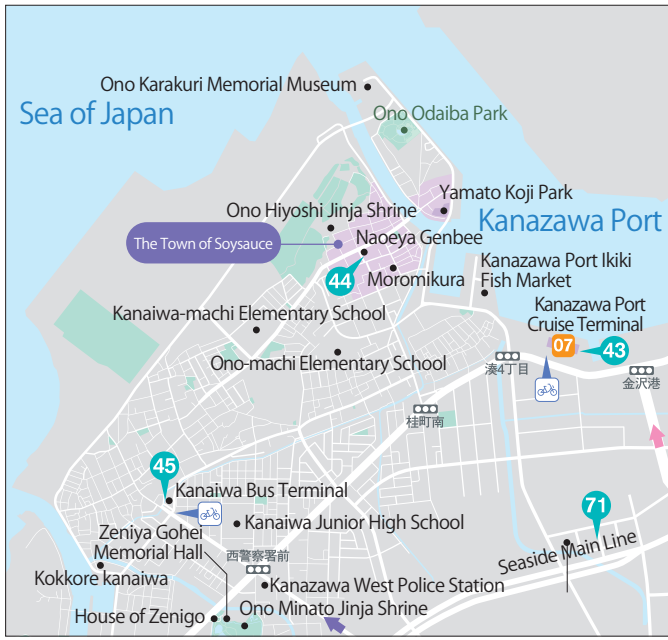 Ono Karakuri Memorial Museum
Sea of Japan
Ono Odaiba Park
Yamato Koji Park
Ono Hiyoshi Jinja Shrine
Kanazawa Port
The Town of Soysauce
Naoeya Genbee
44
Moromikura
Kanazawa Port Ikiki
Fish Market
Kanaiwa-machi Elementary School
Kanazawa Port
Cruise Terminal
07
43
Ono-machi Elementary School
湊4丁目
金沢港
桂町南
45
Kanaiwa Bus Terminal
71
Zeniya Gohei
Memorial Hall
Kanaiwa Junior High School
西警察署前
Seaside Main Line
Kokkore kanaiwa
Kanazawa West Police Station
House of Zenigo
Ono Minato Jinja Shrine